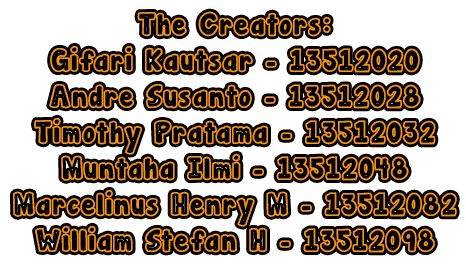 The Creators:
Gifari Kautsar - 13512020
Andre Susanto - 13512028
Timothy Pratama - 13512032
Muntaha Ilmi - 13512048
Marcelinus Henry M - 13512082
William Stefan H - 13512098